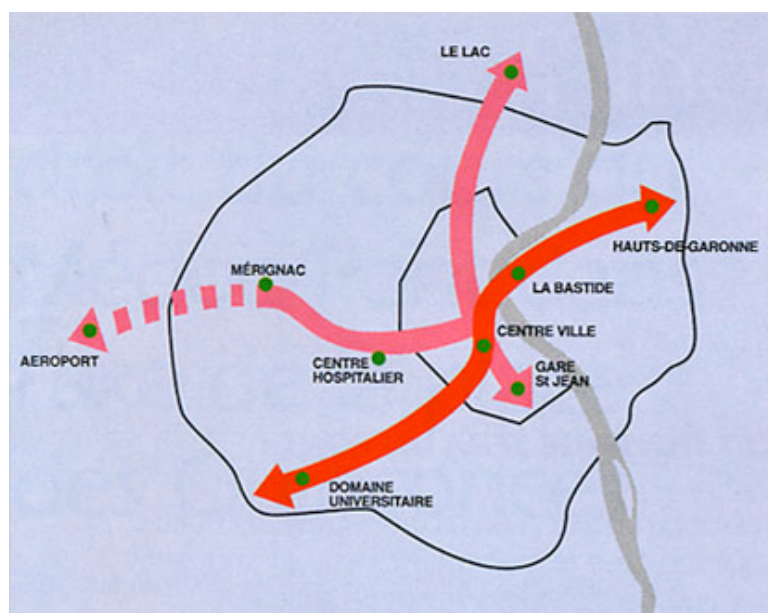 LE LAC
HAUTS-DE-GARONNE
MÉRIGNAC
LA BASTIDE
CENTRE VILLE
AEROPORT
CENTRE
HOSPITALIER
GARE
St JEAN
DOMAINE
UNIVERSITAIRE